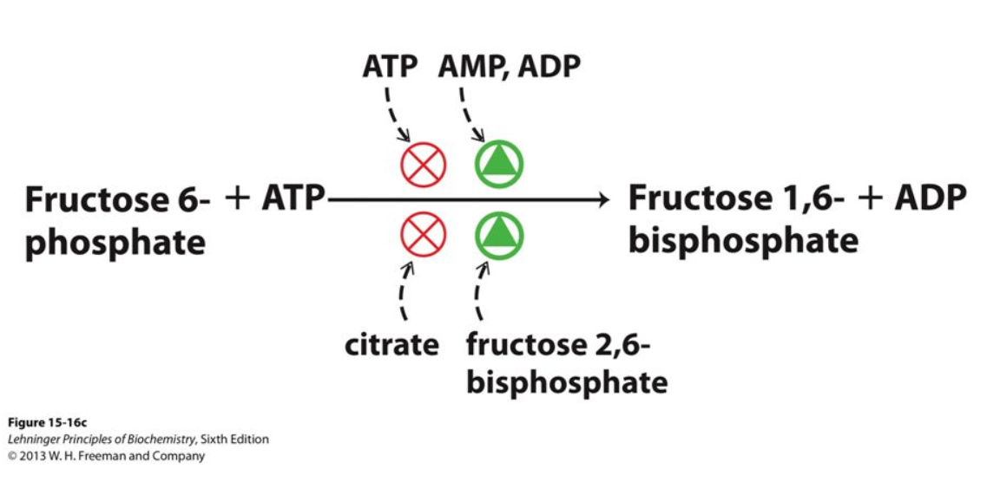 ATP AMP, ADP
Fructose 6- + ATP
phosphate
Fructose 1,6- + ADP
bisphosphate
citrate
fructose 2,6-
bisphosphate
Figure 15-16c
Lehninger Principles of Biochemistry, Sixth Edition
© 2013 W. H. Freeman and Company